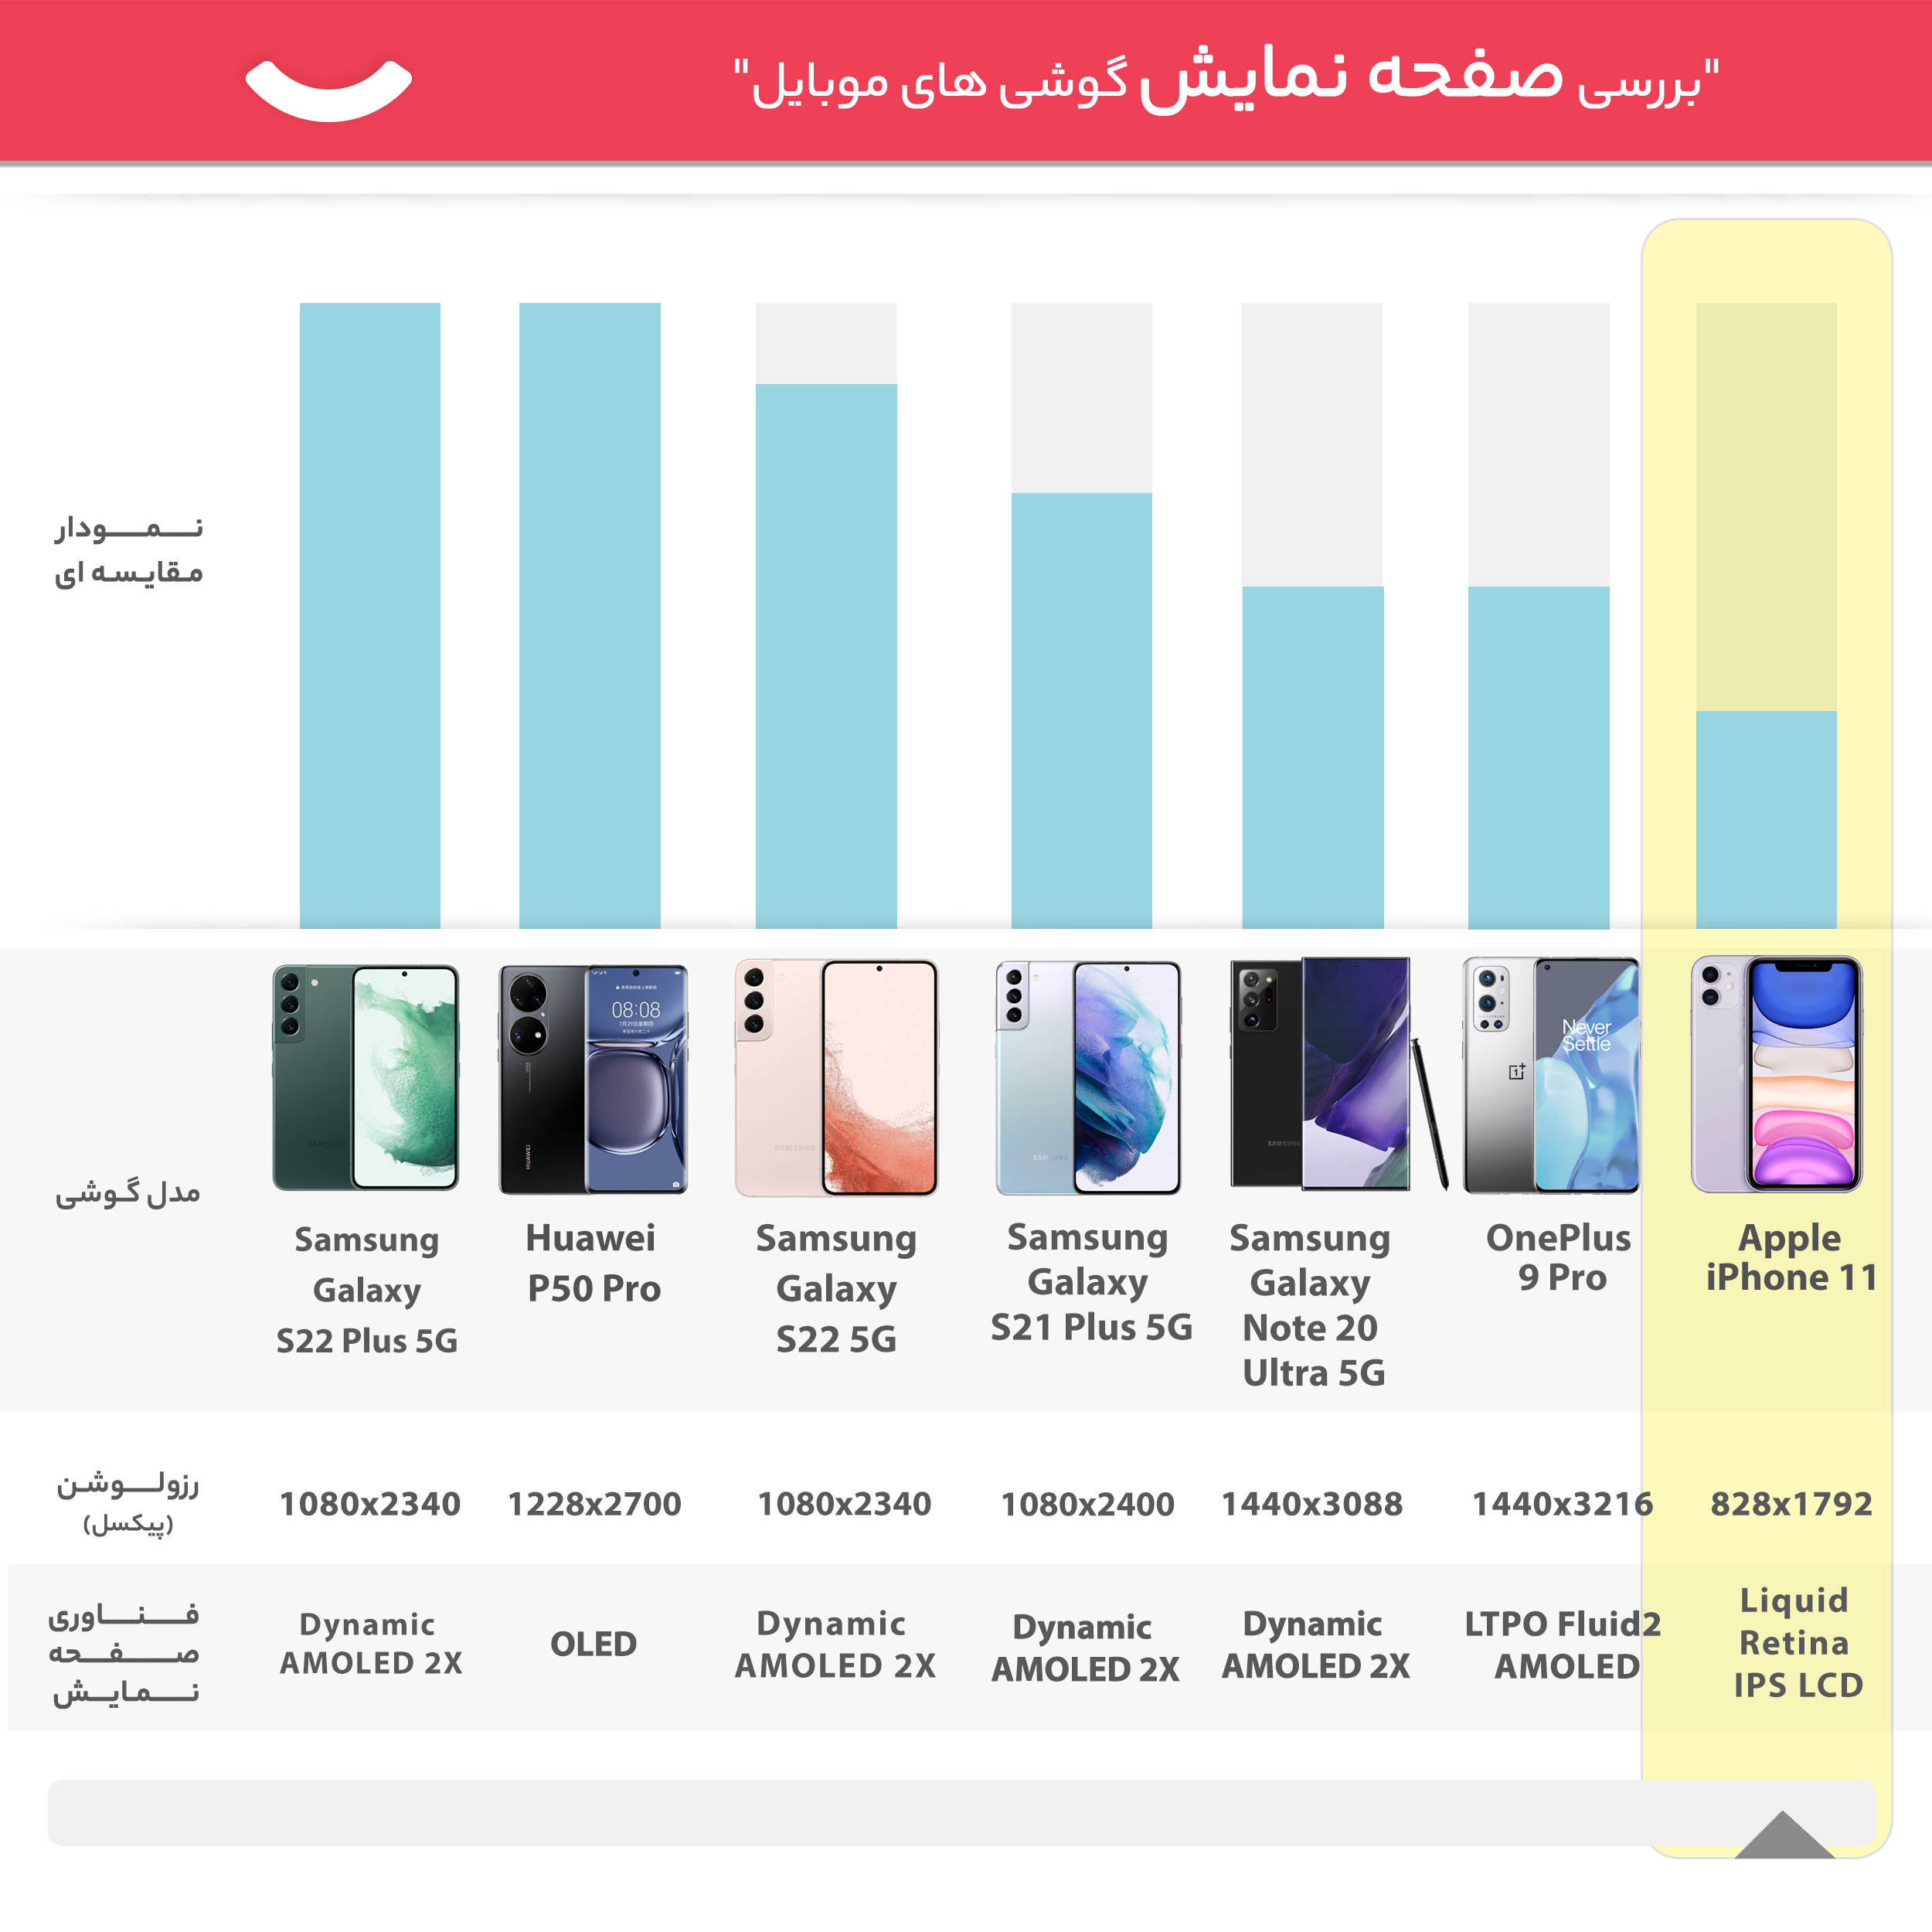 "بررسی صفحه نمایش گوشی های موبایل"
نمودار
مقایسه ای
مدل گوشی
Samsung
Galaxy
S22 Plus 5G
Huawei
P50 Pro
Samsung
Galaxy
S22 5G
Samsung
Galaxy
S21 Plus 5G
Samsung
Galaxy
Note 20
Ultra 5G
OnePlus
9 Pro
Apple
iPhone 11
08:08
HUAWEI
SAMSUNG
SAMSUNG
Never
Settle
رزولوشن
(پیکسل)
1080x2340
1228x2700
1080x2340
1080x2400
1440x3088
1440x3216
828x1792
فناوری
صفحه
نمایش
Dynamic
AMOLED 2X
OLED
Dynamic
AMOLED 2X
Dynamic
AMOLED 2X
Dynamic
AMOLED 2X
LTPO Fluid2
AMOLED
Liquid
Retina
IPS LCD